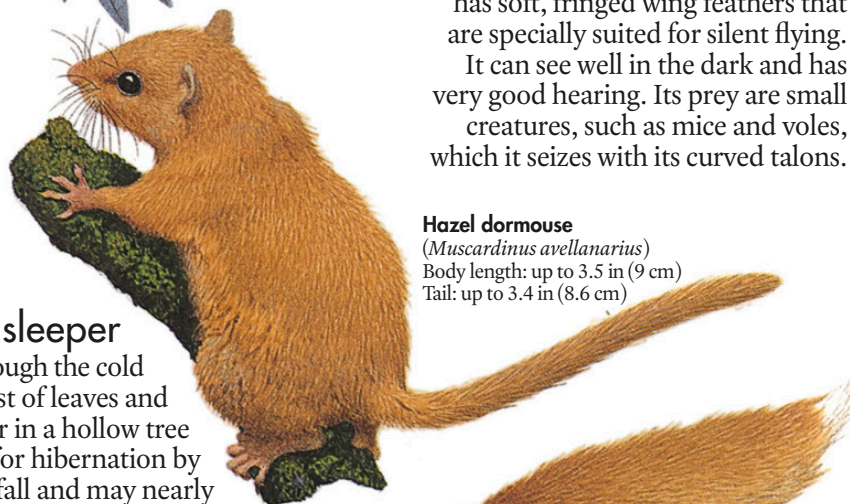 has soft, fringed wing feathers that
are specially suited for silent flying.
It can see well in the dark and has
very good hearing. Its prey are small
creatures, such as mice and voles,
which it seizes with its curved talons.
Hazel dormouse
(Muscardinus avellanarius)
Body length: up to 3.5 in (9 cm)
Tail: up to 3.4 in (8.6 cm)
sleeper
ough the cold
st of leaves and
r in a hollow tree
for hibernation by
fall and may nearly